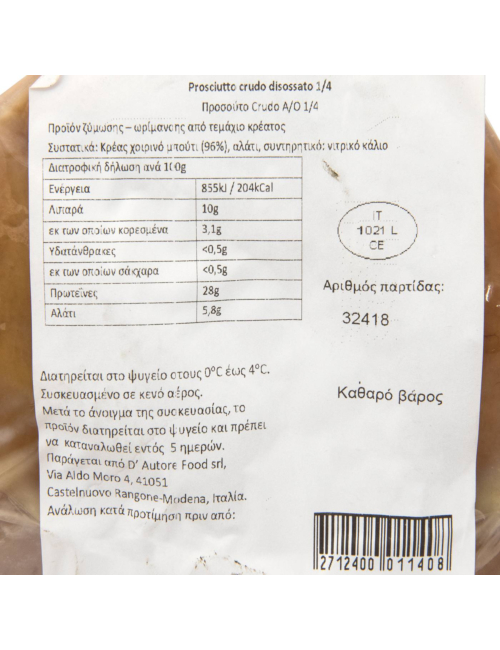 Prosciutto crudo disossato 1/4
Προσούτο Crudo A/O 1/4
Προϊόν ζύμωσης – ωρίμανσης από τεμάχιο κρέατος
Συστατικά: Κρέας χοιρινό μπούτι (96%), αλάτι, συντηρητικό: νιτρικό κάλιο
Διατροφική δήλωση ανά 100g
Ενέργεια 855kJ / 204kCal
Λιπαρά 10g
εκ των οποίων κορεσμένα 3,1g
Υδατάνθρακες <0,5g
εκ των οποίων σάκχαρα <0,5g
Πρωτεΐνες 28g
Αλάτι 5,8g
IT
1021 L
CE
Αριθμός παρτίδας:
32418
Καθαρό βάρος
Διατηρείται στο ψυγείο στους 0°C έως 4°C.
Συσκευασμένο σε κενό αέρος.
Μετά το άνοιγμα της συσκευασίας, το
προϊόν διατηρείται στο ψυγείο και πρέπει
να καταναλωθεί εντός 5 ημερών.
Παράγεται από D' Autore Food srl,
Via Aldo Moro 4, 41051
Castelnuovo Rangone-Modena, Ιταλία.
Ανάλωση κατά προτίμηση πριν από:
2712400 011408